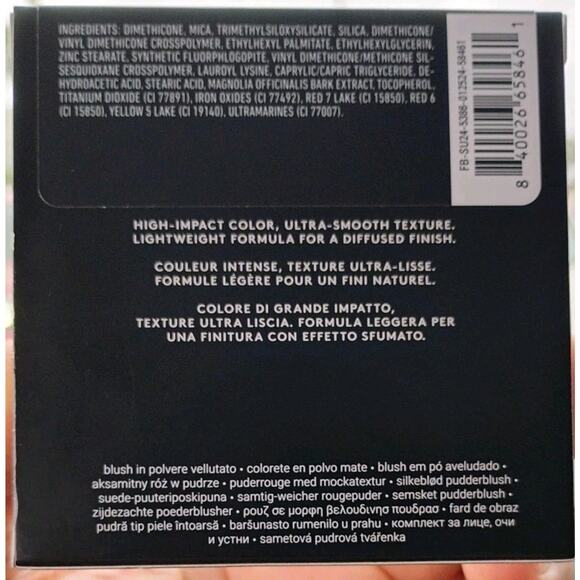 INGREDIENTS: DIMETHICONE, MICA, TRIMETHYLSILOXYSILICATE, SILICA, DIMETHICONE/
VINYL DIMETHICONE CROSSPOLYMER, ETHYLHEXYL PALMITATE, ETHYLHEXYLGLYCERIN,
ZINC STEARATE, SYNTHETIC FLUORPHLOGOPITE, VINYL DIMETHICONE/METHICONE SIL-
SESQUIOXANE CROSSPOLYMER, LAUROYL LYSINE, CAPRYLIC/CAPRIC TRIGLYCERIDE, DE-
HYDROACETIC ACID, STEARIC ACID, MAGNOLIA OFFICINALIS BARK EXTRACT, TOCOPHEROL,
TITANIUM DIOXIDE (CI 77891), IRON OXIDES (CI 77492), RED 7 LAKE (CI 15850), RED 6
(CI 15850), YELLOW 5 LAKE (CI 19140), ULTRAMARINES (CI 77007).
FB-SU24-5386-012524-58461
8 40026 65846 1
HIGH-IMPACT COLOR, ULTRA-SMOOTH TEXTURE.
LIGHTWEIGHT FORMULA FOR A DIFFUSED FINISH.
COULEUR INTENSE, TEXTURE ULTRA-LISSE.
FORMULE LÉGÈRE POUR UN FINI NATUREL.
COLORE DI GRANDE IMPATTO,
TEXTURE ULTRA LISCIA. FORMULA LEGGERA PER
UNA FINITURA CON EFFETTO SFUMATO.
blush in polvere vellutato • colorete en polvo mate • blush em pó aveludado •
aksamitny róż w pudrze • puderrouge med mockatextur • silkeblød pudderblush •
suede-puuteriposkipuna • samtig-weicher rougepuder • semsket pudderblush •
zijdezachte poederblusher • ρουζ σε μορφη βελουδινησ πουδρασ • fard de obraz
pudră tip piele întoarsă • baršunasto rumenilo u prahu • комплект за лице, очи
и устни • sametová pudrová tvářenka